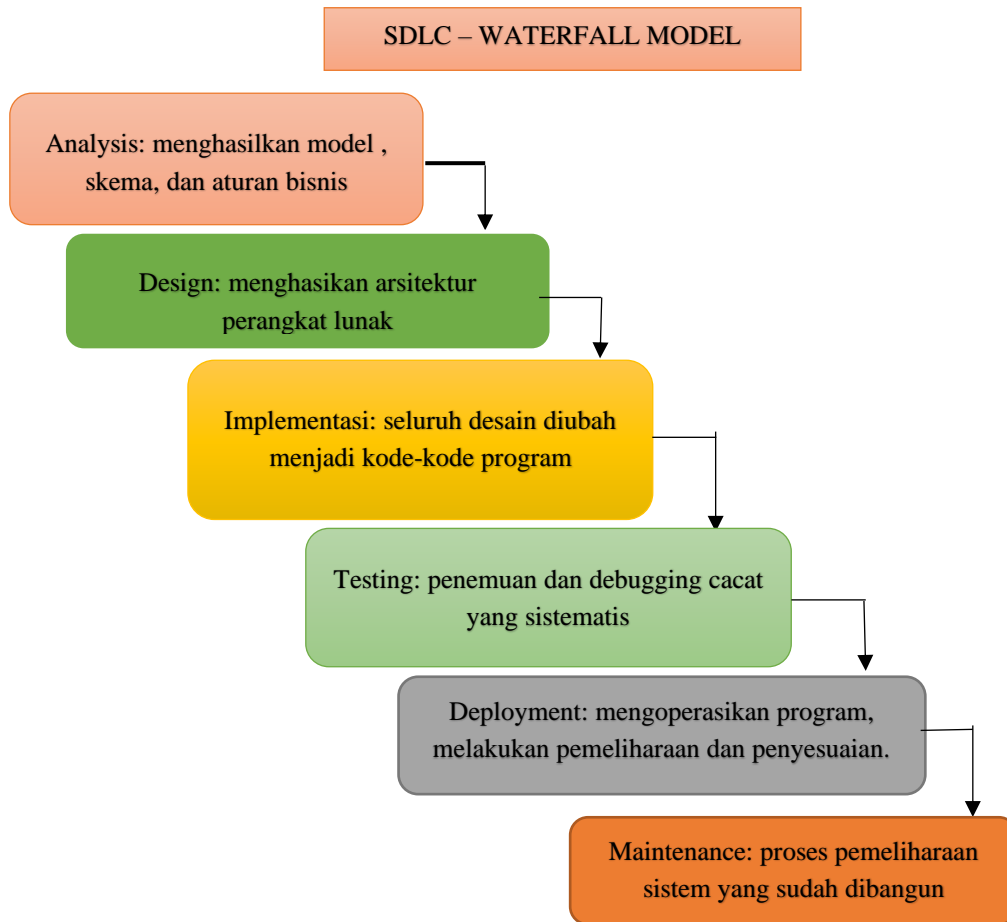 SDLC – WATERFALL MODEL
Analysis: menghasilkan model ,
skema, dan aturan bisnis
Design: menghasikan arsitektur
perangkat lunak
Implementasi: seluruh desain diubah
menjadi kode-kode program
Testing: penemuan dan debugging cacat
yang sistematis
Deployment: mengoperasikan program,
melakukan pemeliharaan dan penyesuaian.
Maintenance: proses pemeliharaan
sistem yang sudah dibangun